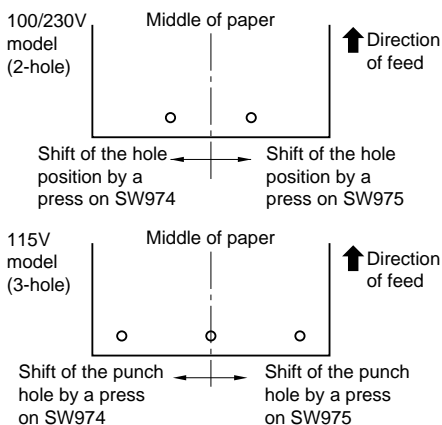 100/230V
model
(2-hole)
Middle of paper
Direction
of feed
Shift of the hole
position by a
press on SW974
Shift of the hole
position by a
press on SW975
115V
model
(3-hole)
Middle of paper
Direction
of feed
Shift of the punch
hole by a press
on SW974
Shift of the punch
hole by a press
on SW975